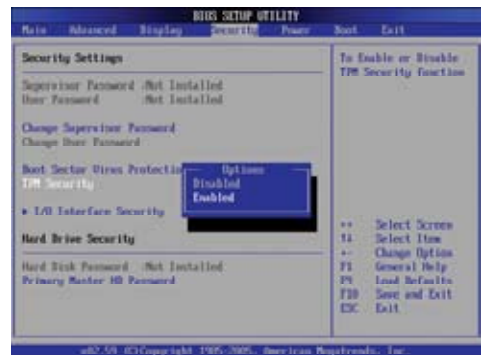 BIOS SETUP UTILITY
Main Advanced Display Security Power Boot Exit
Security Settings
Supervisor Password :Not Installed
User Password :Not Installed
Change Supervisor Password
Change User Password
Boot Sector Virus Protection
TPM Security
Options
Disabled
Enabled
▶ I/O Interface Security
Hard Drive Security
Hard Disk Password :Not Installed
Primary Master HD Password
To Enable or Disable
TPM Security function
↔ Select Screen
↑↓ Select Item
+- Change Option
F1 General Help
F9 Load Defaults
F10 Save and Exit
ESC Exit
v02.59 (C)Copyright 1985-2005, American Megatrends, Inc.